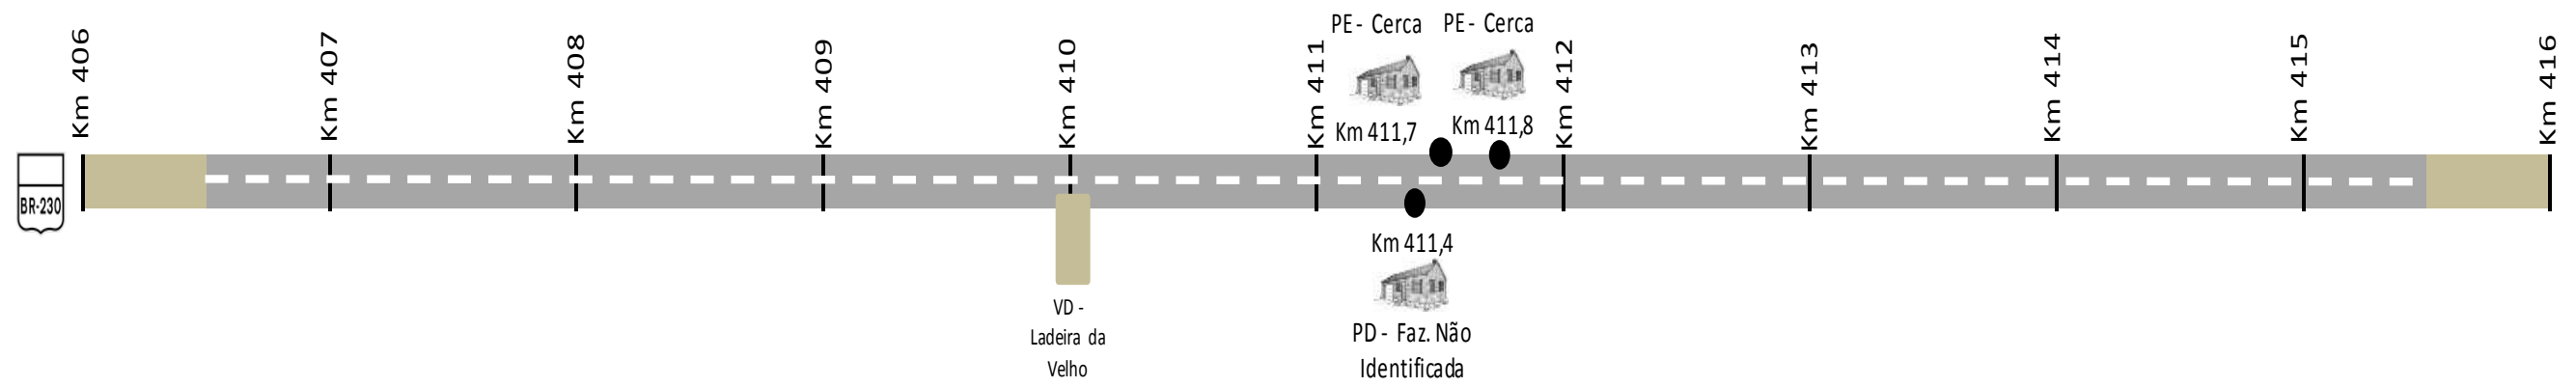 PE - Cerca
PE - Cerca
Km 406
Km 407
Km 408
Km 409
Km 410
Km 411
Km 412
Km 413
Km 414
Km 415
Km 416
Km 411,7
Km 411,8
BR-230
Km 411,4
VD -
Ladeira da
Velho
PD - Faz. Não
Identificada